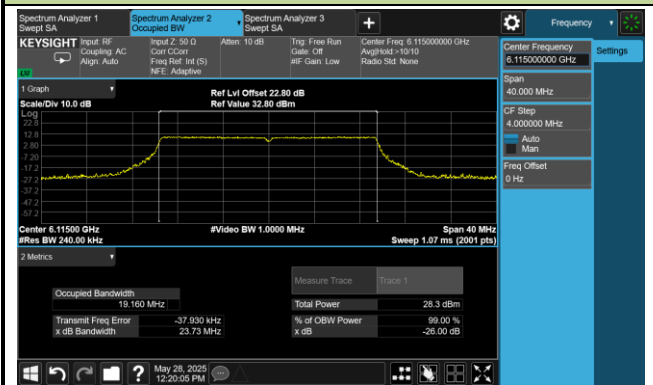 Spectrum Analyzer 1
Swept SA
Spectrum Analyzer 2
Occupied BW
Spectrum Analyzer 3
Swept SA
+
Frequency
KEYSIGHT
Input: RF
Coupling: AC
Align: Auto
Input Z: 50 Ω
Corr CCorr
Freq Ref: Int (S)
NFE: Adaptive
Atten: 10 dB
Trig: Free Run
Gate: Off
#IF Gain: Low
Center Freq: 6.115000000 GHz
Avg|Hold:>10/10
Radio Std: None
Center Frequency
6.115000000 GHz
Settings
Span
40.000 MHz
CF Step
4.000000 MHz
Auto
Man
Freq Offset
0 Hz
1 Graph
Scale/Div 10.0 dB
Ref Lvl Offset 22.80 dB
Ref Value 32.80 dBm
Log
22.8
12.8
2.80
-7.20
-17.2
-27.2
-37.2
-47.2
-57.2
Center 6.11500 GHz
#Res BW 240.00 kHz
#Video BW 1.0000 MHz
Span 40 MHz
Sweep 1.07 ms (2001 pts)
2 Metrics
Measure Trace
Trace 1
Occupied Bandwidth
19.160 MHz
Total Power
28.3 dBm
Transmit Freq Error
-37.930 kHz
% of OBW Power
99.00 %
x dB Bandwidth
23.73 MHz
x dB
-26.00 dB
?
May 28, 2025
12:20:05 PM